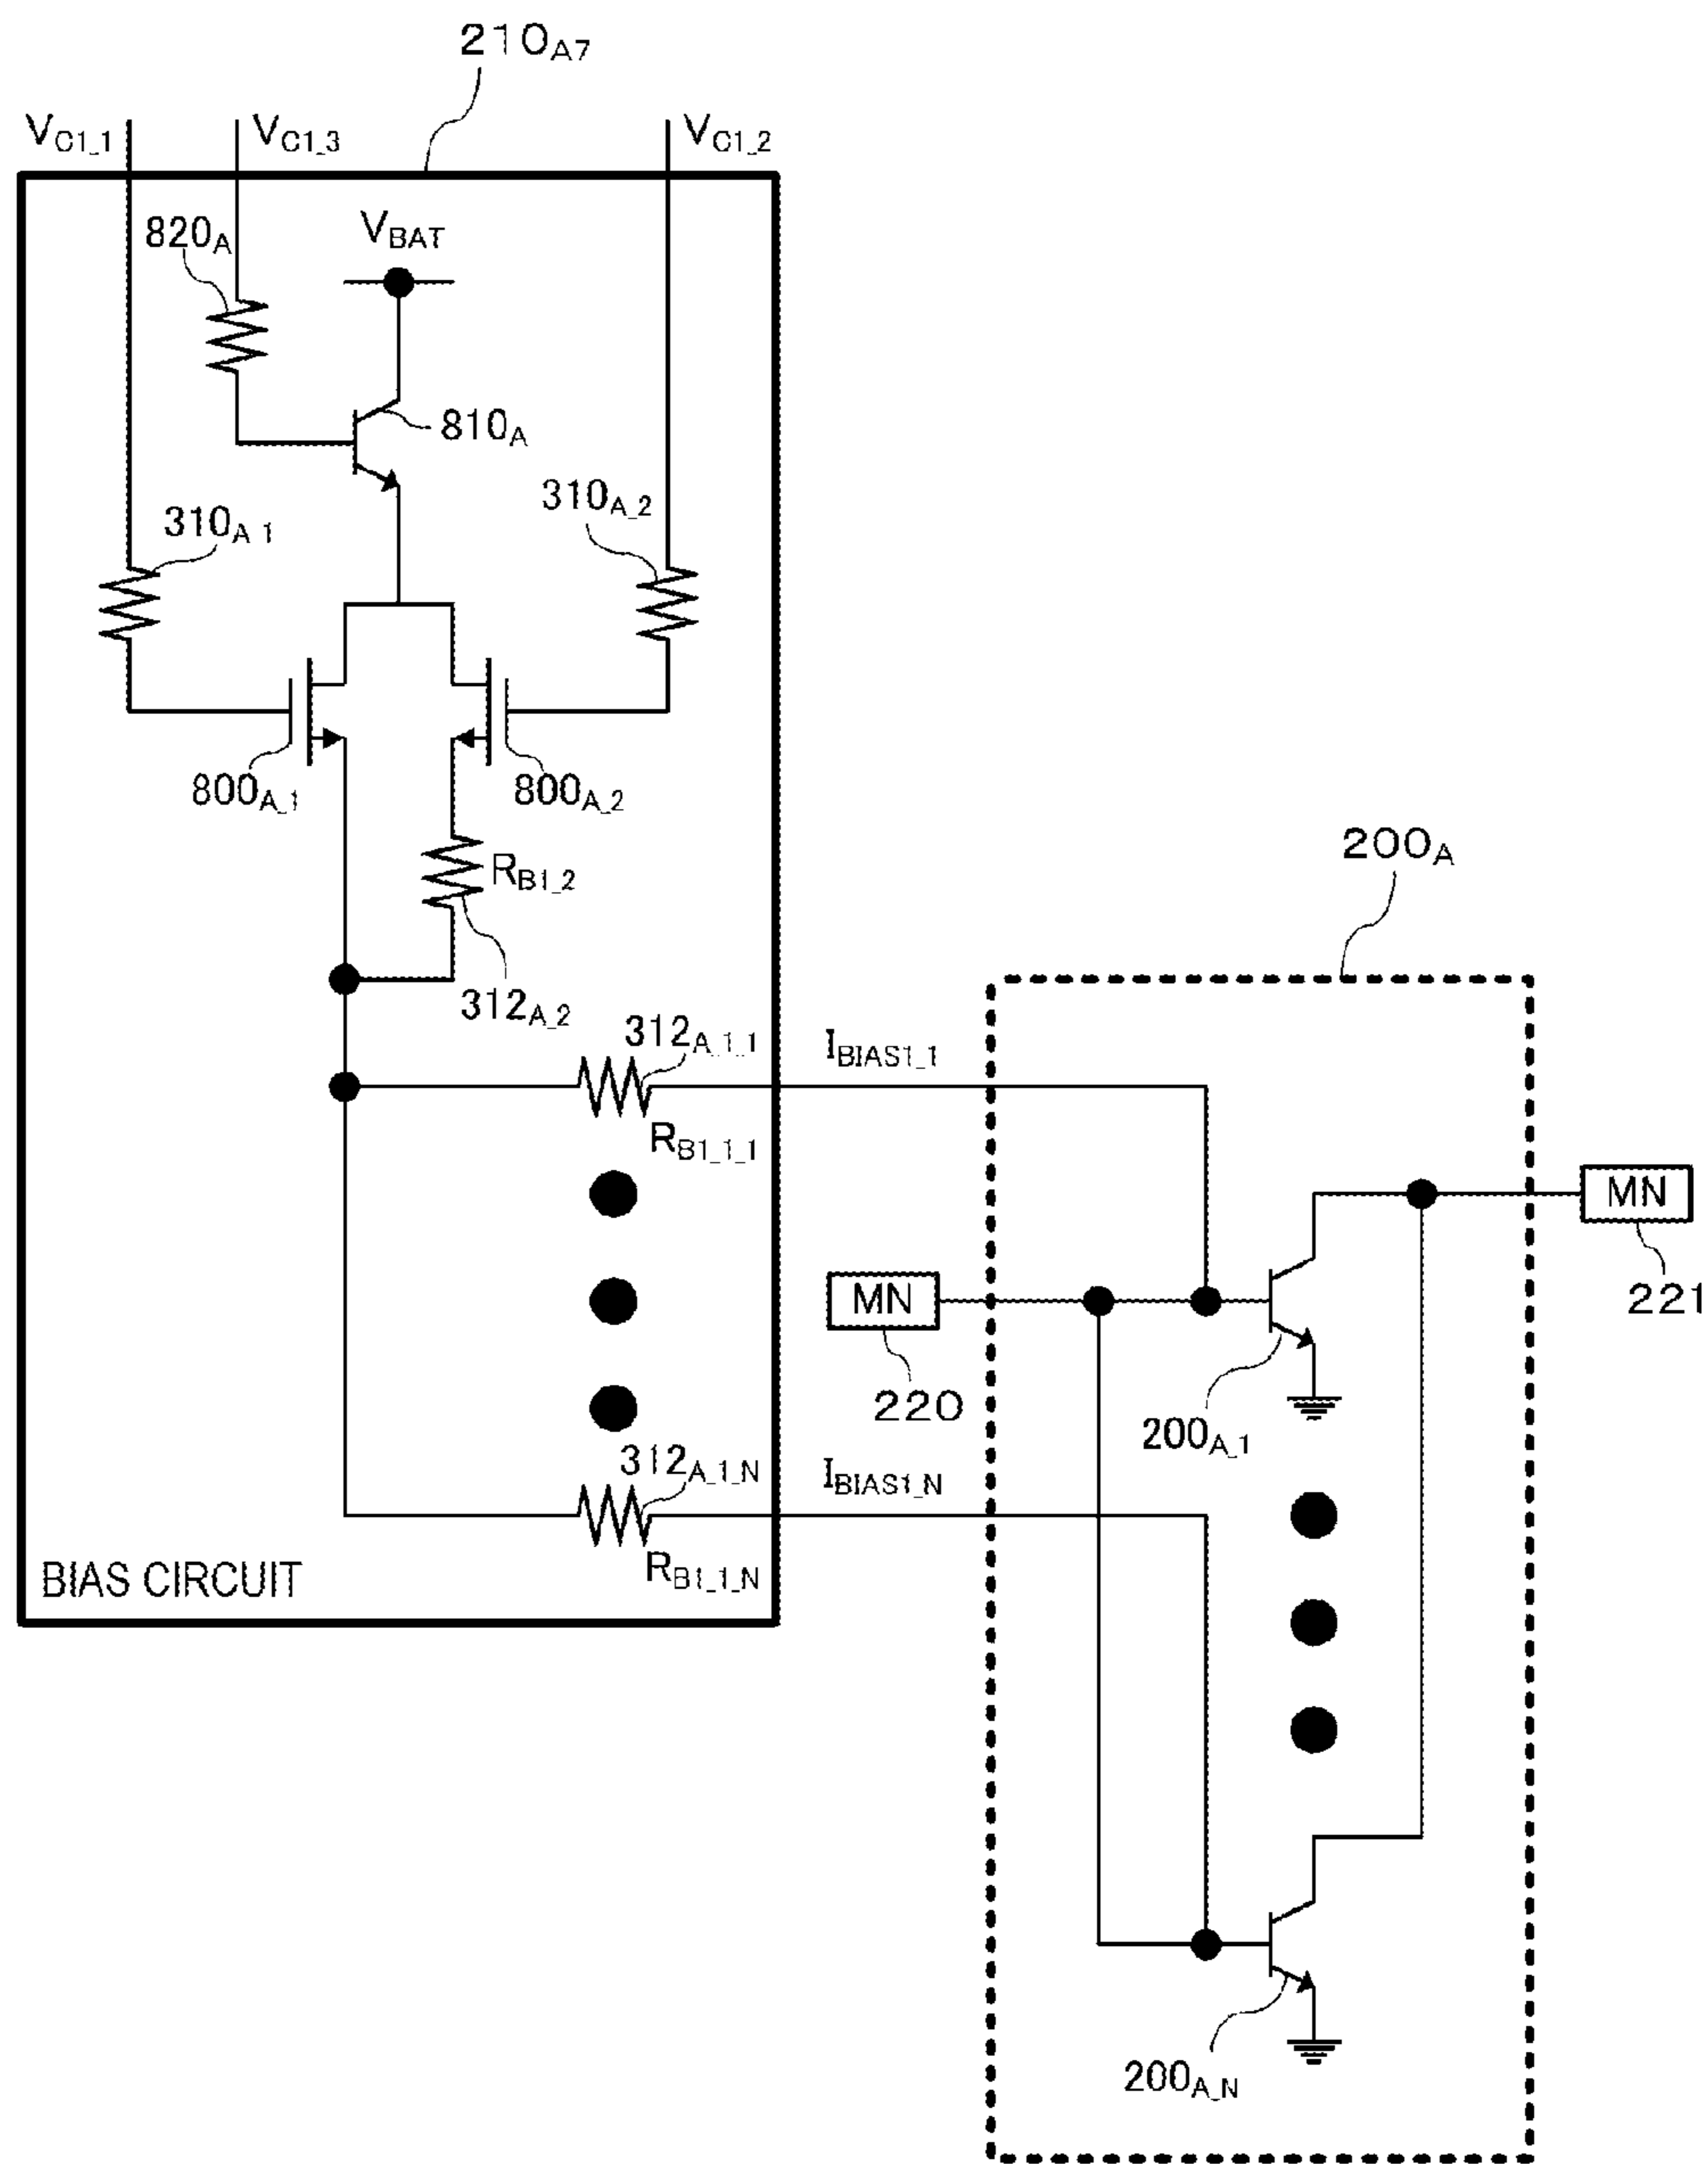 210A7
VC1_1
VC1_3
VC1_2
820A
VBAT
810A
310A_1
310A_2
800A_1
800A_2
RB1_2
312A_2
200A
312A_1_1
IBIAS1_1
RB1_1_1
MN
221
MN
220
200A_1
312A_1_N
IBIAS1_N
RB1_1_N
BIAS CIRCUIT
200A_N